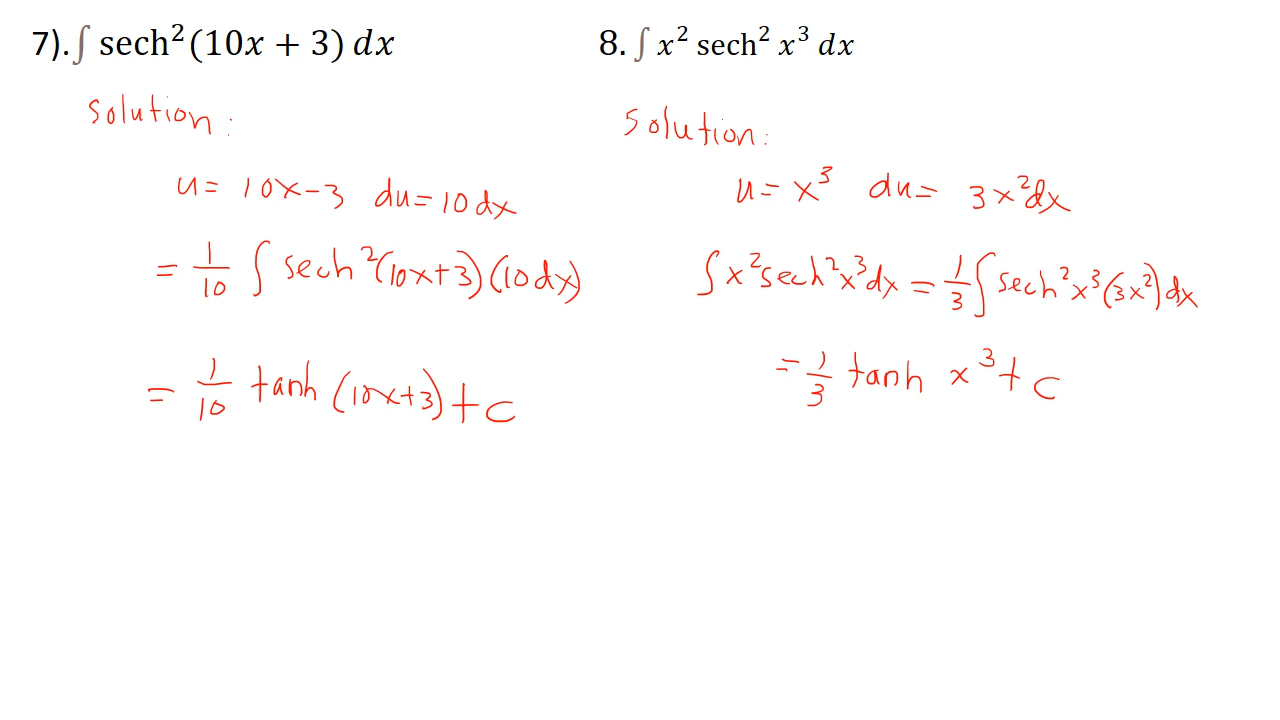 7).∫ sech²(10x + 3) dx
Solution:
u = 10x - 3 du = 10 dx
= 1/10 ∫ sech²(10x+3)(10dx)
= 1/10 tanh (10x+3) + c
8. ∫ x² sech² x³ dx
Solution:
u = x³ du = 3x²dx
∫x²sech²x³dx = 1/3 ∫ sech²x³(3x²)dx
= 1/3 tanh x³ + c